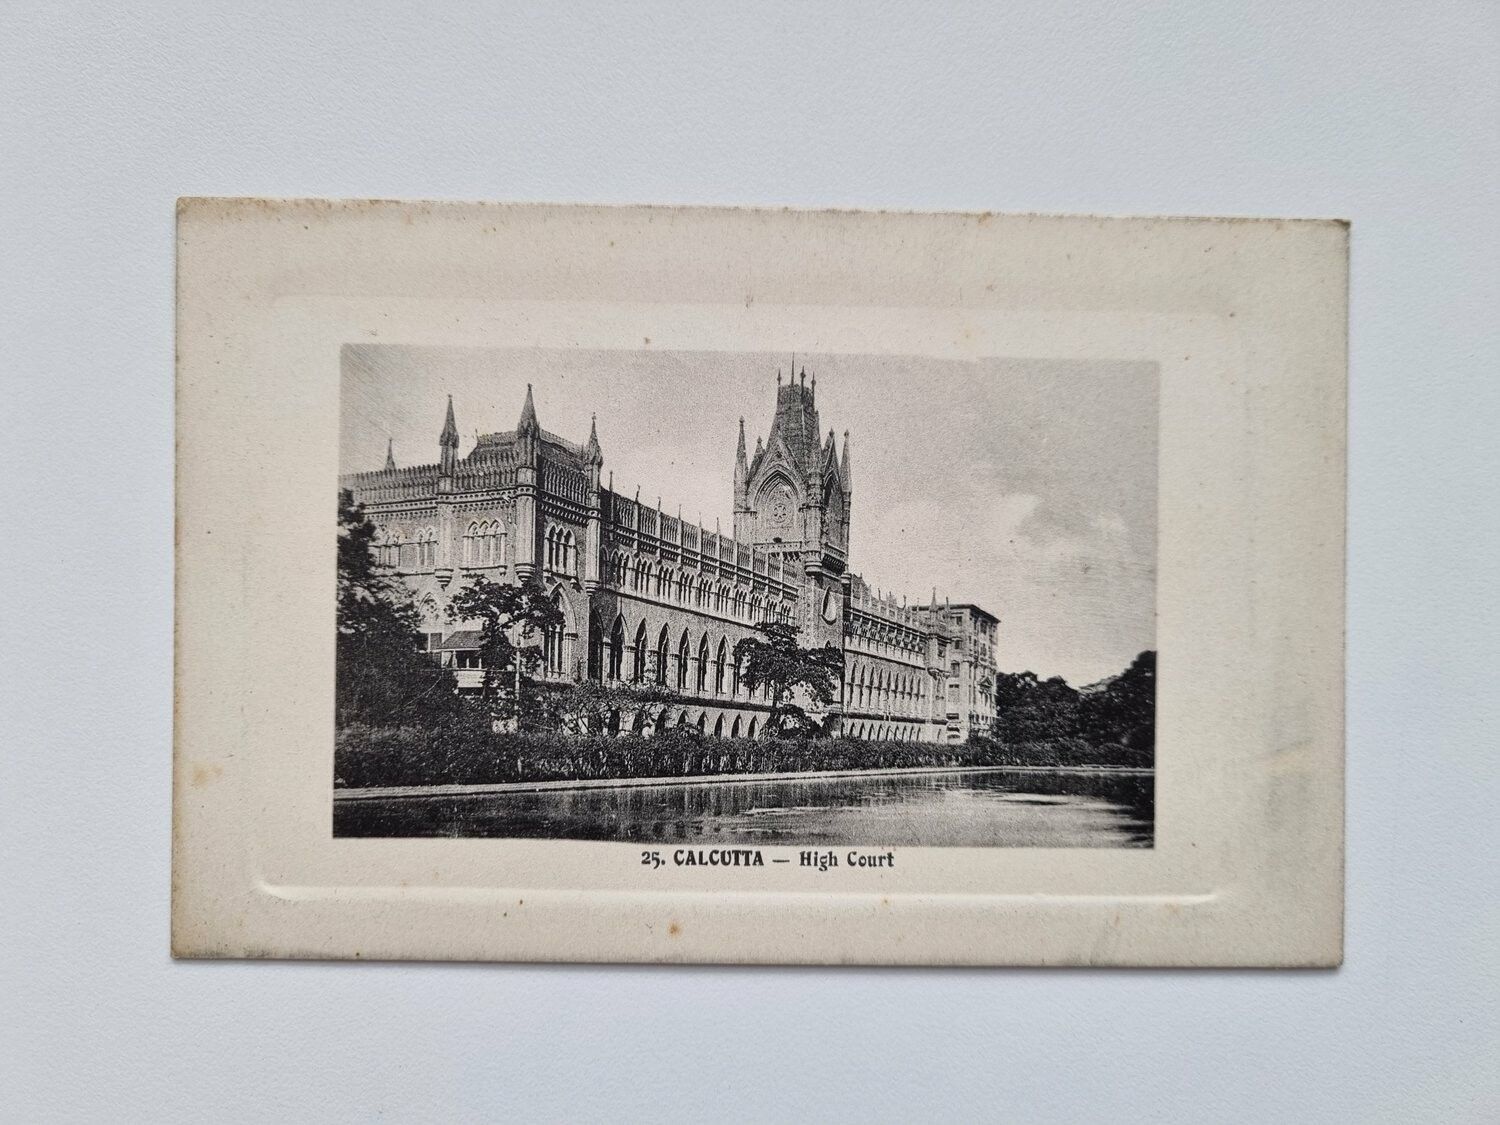 25. CALCUTTA — High Court